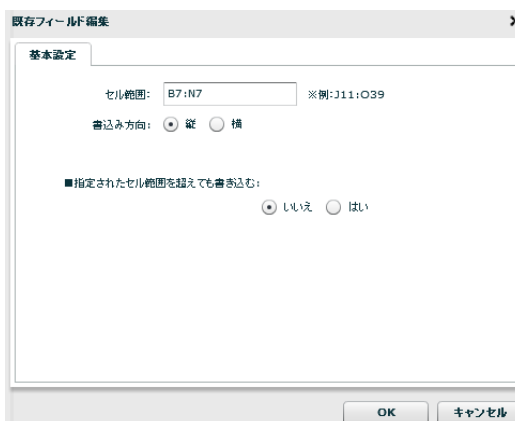 既存フィールド編集
基本設定
セル範囲: B7:N7 ※例:J11:O39
書込み方向: 縦 横
■指定されたセル範囲を超えても書き込む:
いいえ はい
OK キャンセル